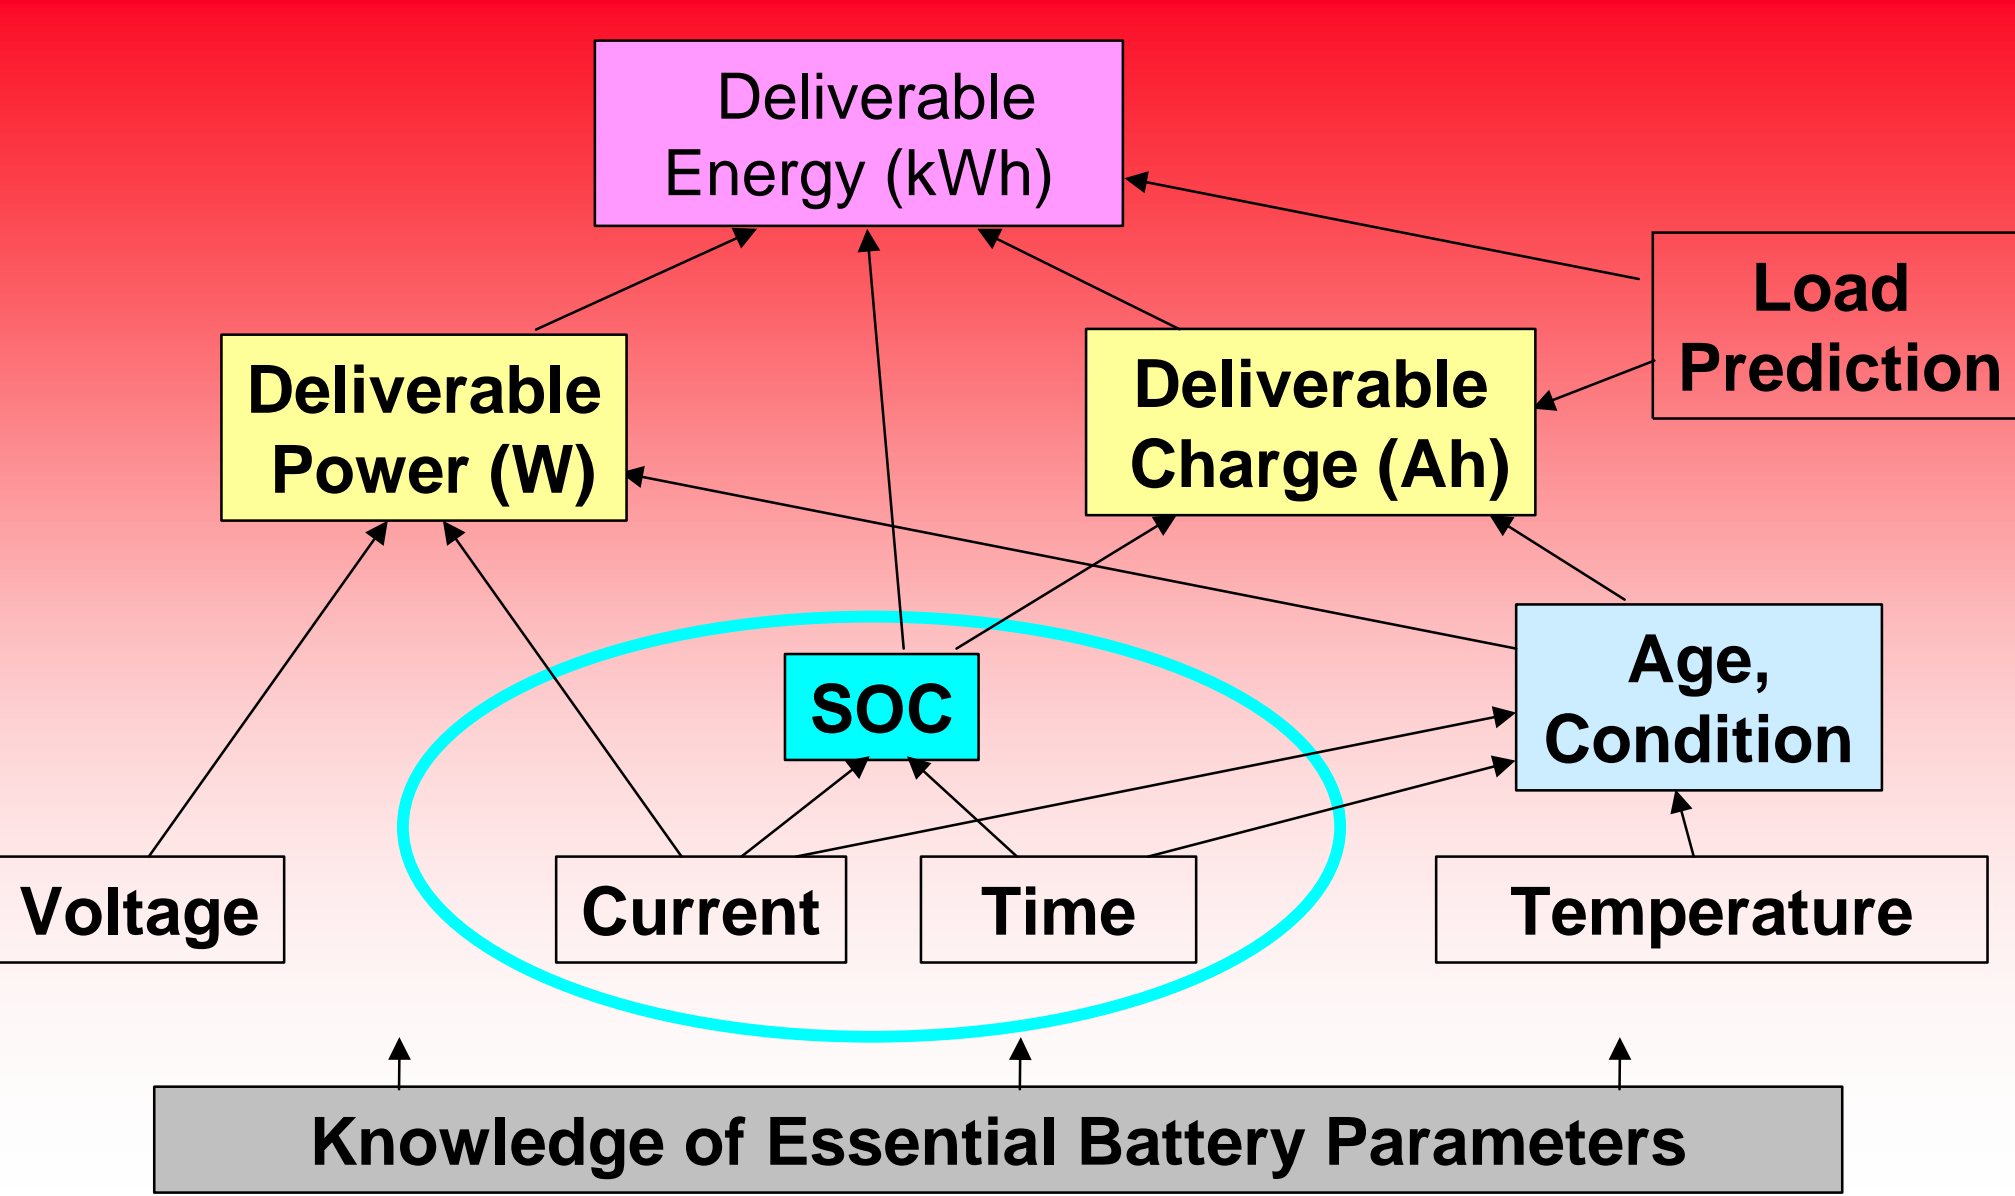 Deliverable
Energy (kWh)
Load
Prediction
Deliverable
Power (W)
Deliverable
Charge (Ah)
SOC
Age,
Condition
Voltage
Current
Time
Temperature
Knowledge of Essential Battery Parameters